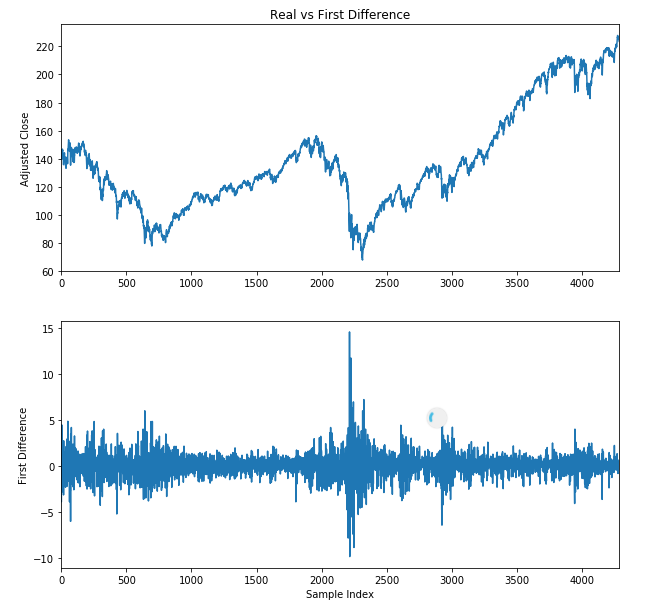 Real vs First Difference
Adjusted Close
220
200
180
160
140
120
100
80
60
0 500 1000 1500 2000 2500 3000 3500 4000
First Difference
15
10
5
0
−5
−10
0 500 1000 1500 2000 2500 3000 3500 4000
Sample Index